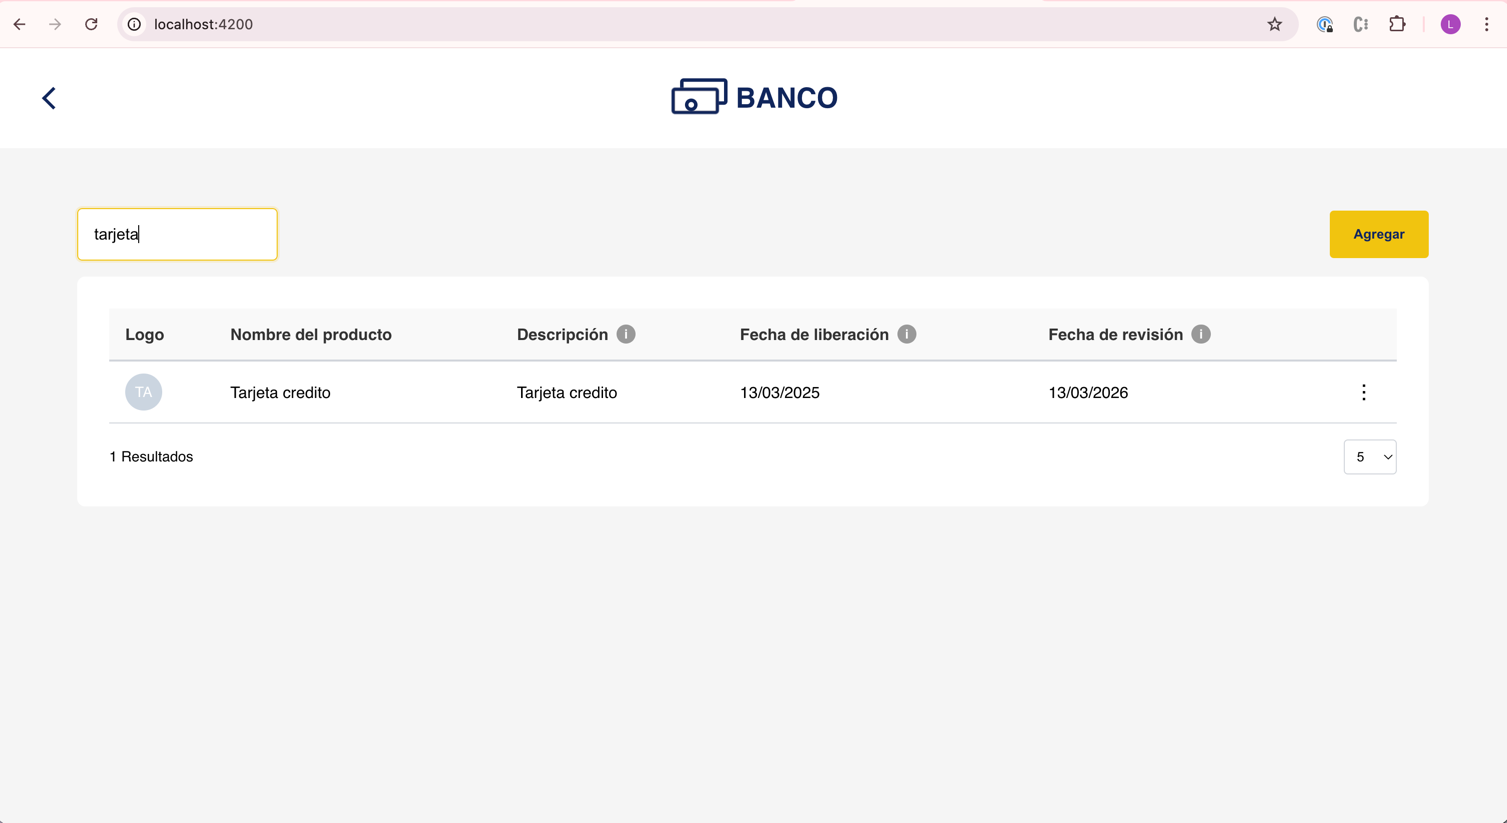 localhost:4200
L
BANCO
tarjeta
Agregar
Logo Nombre del producto Descripción i Fecha de liberación i Fecha de revisión i
TA Tarjeta credito Tarjeta credito 13/03/2025 13/03/2026
1 Resultados 5